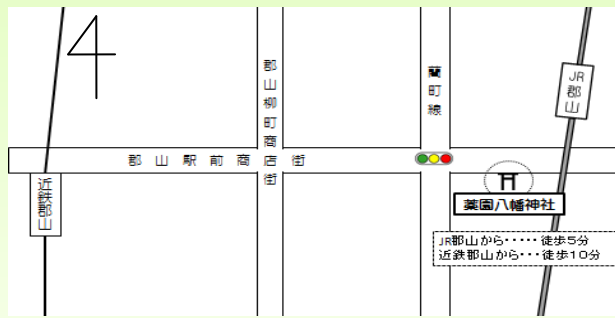 郡山柳町商店街
藺町線
JR郡山
郡山駅前商店街
近鉄郡山
薬園八幡神社
JR郡山から・・・・・徒歩5分
近鉄郡山から・・・徒歩10分